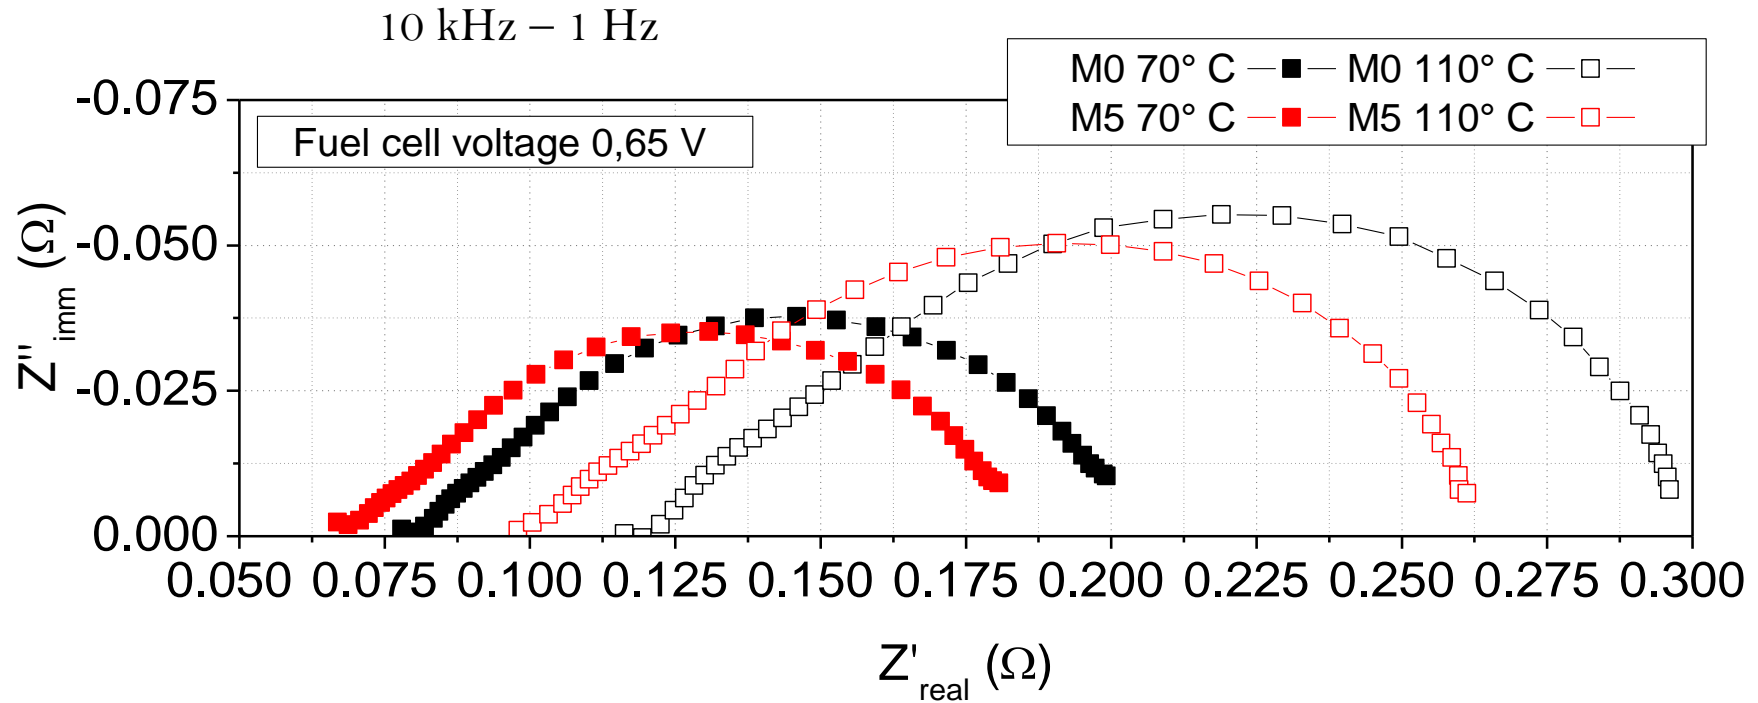 10 kHz – 1 Hz
M0 70° C M0 110° C
M5 70° C M5 110° C
Fuel cell voltage 0,65 V
-0.075
-0.050
-0.025
0.000
Z''imm (Ω)
0.050 0.075 0.100 0.125 0.150 0.175 0.200 0.225 0.250 0.275 0.300
Z'real (Ω)